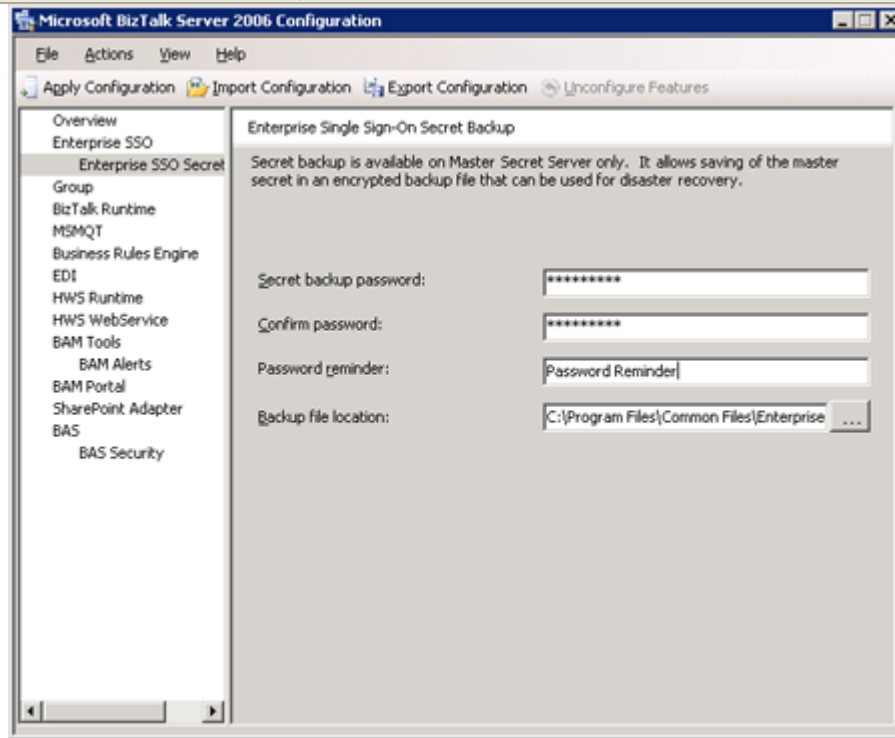 Microsoft BizTalk Server 2006 Configuration
File Actions View Help
Apply Configuration Import Configuration Export Configuration Unconfigure Features
Overview
Enterprise SSO
Enterprise SSO Secret
Group
BizTalk Runtime
MSMQT
Business Rules Engine
EDI
HWS Runtime
HWS WebService
BAM Tools
BAM Alerts
BAM Portal
SharePoint Adapter
BAS
BAS Security
Enterprise Single Sign-On Secret Backup
Secret backup is available on Master Secret Server only. It allows saving of the master
secret in an encrypted backup file that can be used for disaster recovery.
Secret backup password: *********
Confirm password: *********
Password reminder: Password Reminder
Backup file location: C:\Program Files\Common Files\Enterprise ...